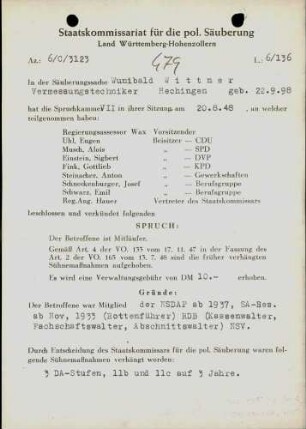 Staatskommissariat für die pol. Säuberung
Land Württemberg-Hohenzollern
Az.: 6/C/3123
479
L.: 6/136
In der Säuberungssache Wunibald Wittmer
Vermessungstechniker Hechingen geb. 22.9.98
hat die Spruchkammer VII in ihrer Sitzung am 20.8.48, an welcher
teilgenommen haben:
Regierungsassessor Wax Vorsitzender
Uhl, Eugen Beisitzer — CDU
Mauch, Alois „ — SPD
Einstein, Sighert „ — DVP
Fink, Gottlieb „ — KPD
Steinacher, Anton „ — Gewerkschaften
Schneckenburger, Josef „ — Berufsgruppe
Schwarz, Emil „ — Berufsgruppe
Reg.Ang. Hauer Vertreter des Staatskommissars
beschlossen und verkündet folgenden
SPRUCH:
Der Betroffene ist Mitläufer.
Gemäß Art. 4 der VO. 133 vom 17. 11. 47 in der Fassung des
Art. 2 der VO. 165 vom 13. 7. 48 sind die früher verhängten
Sühnemaßnahmen aufgehoben.
Es wird eine Verwaltungsgebühr von DM 10.- erhoben.
Gründe:
Der Betroffene war Mitglied der NSDAP ab 1937, SA-Res.
ab Nov, 1933 (Rottenführer) RDB (Kassenwalter,
Fachschaftswalter, Abschnittswalter) NSV.
Durch Entscheidung des Staatskommissars für die pol. Säuberung waren folgende
Sühnemaßnahmen verhängt worden:
3 DA-Stufen, 11b und 11c auf 3 Jahre.